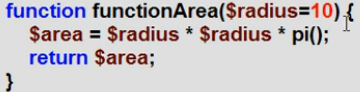 function functionArea($radius=10) {
$area = $radius * $radius * pi();
return $area;
}